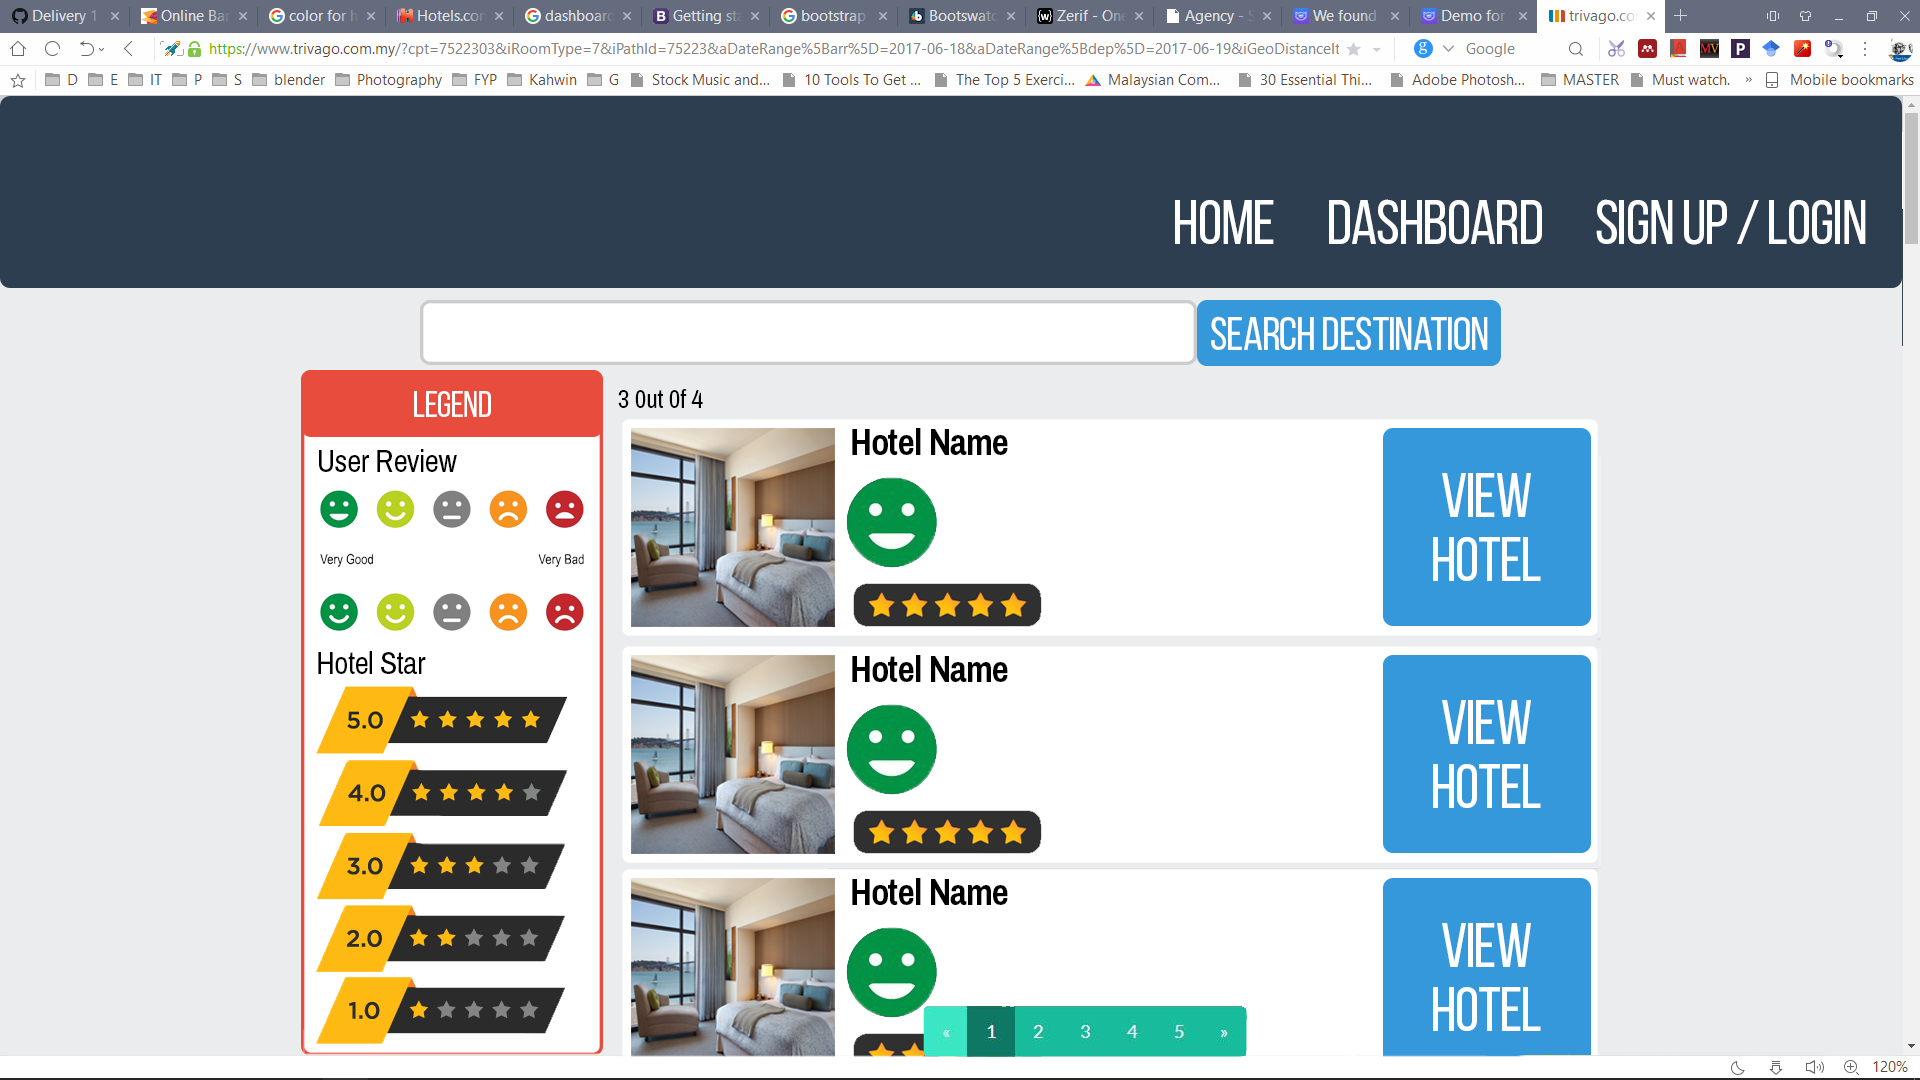 Delivery 1
Online Bar
color for h
Hotels.com
dashboard
Getting sta
bootstrap
Bootswatc
Zerif - One
Agency - S
We found
Demo for
trivago.co
https://www.trivago.com.my/?cpt=7522303&iRoomType=7&iPathId=75223&aDateRange%5Barr%5D=2017-06-18&aDateRange%5Bdep%5D=2017-06-19&iGeoDistanceIt
Google
D
E
IT
P
S
blender
Photography
FYP
Kahwin
G
Stock Music and...
10 Tools To Get ...
The Top 5 Exerci...
Malaysian Com...
30 Essential Thi...
Adobe Photosh...
MASTER
Must watch.
»
Mobile bookmarks
HOME
DASHBOARD
SIGN UP / LOGIN
SEARCH DESTINATION
LEGEND
User Review
Very Good
Very Bad
Hotel Star
5.0
4.0
3.0
2.0
1.0
3 Out Of 4
Hotel Name
VIEW
HOTEL
Hotel Name
VIEW
HOTEL
Hotel Name
VIEW
HOTEL
« 1 2 3 4 5 »
120%